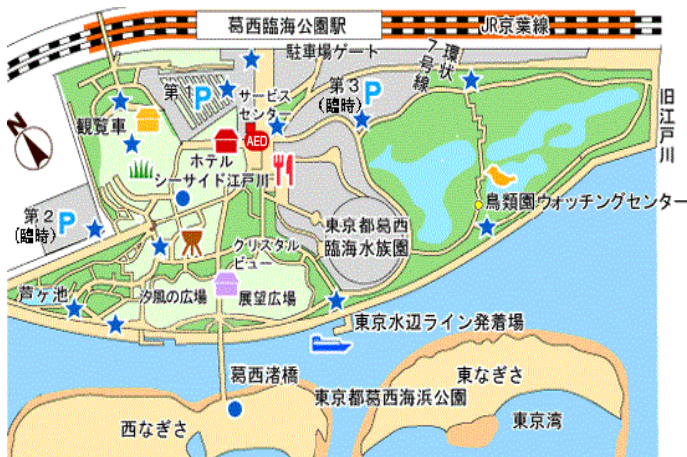 葛西臨海公園駅
JR京葉線
駐車場ゲート
環状
7号線
第1 P
サービス
センター
第3 P
(臨時)
旧江戸川
観覧車
AED
N
ホテル
シーサイド江戸川
第2 P
(臨時)
鳥類園ウォッチングセンター
東京都葛西
臨海水族園
クリスタル
ビュー
芦ヶ池
汐風の広場
展望広場
東京水辺ライン発着場
葛西渚橋
東なぎさ
東京都葛西海浜公園
西なぎさ
東京湾